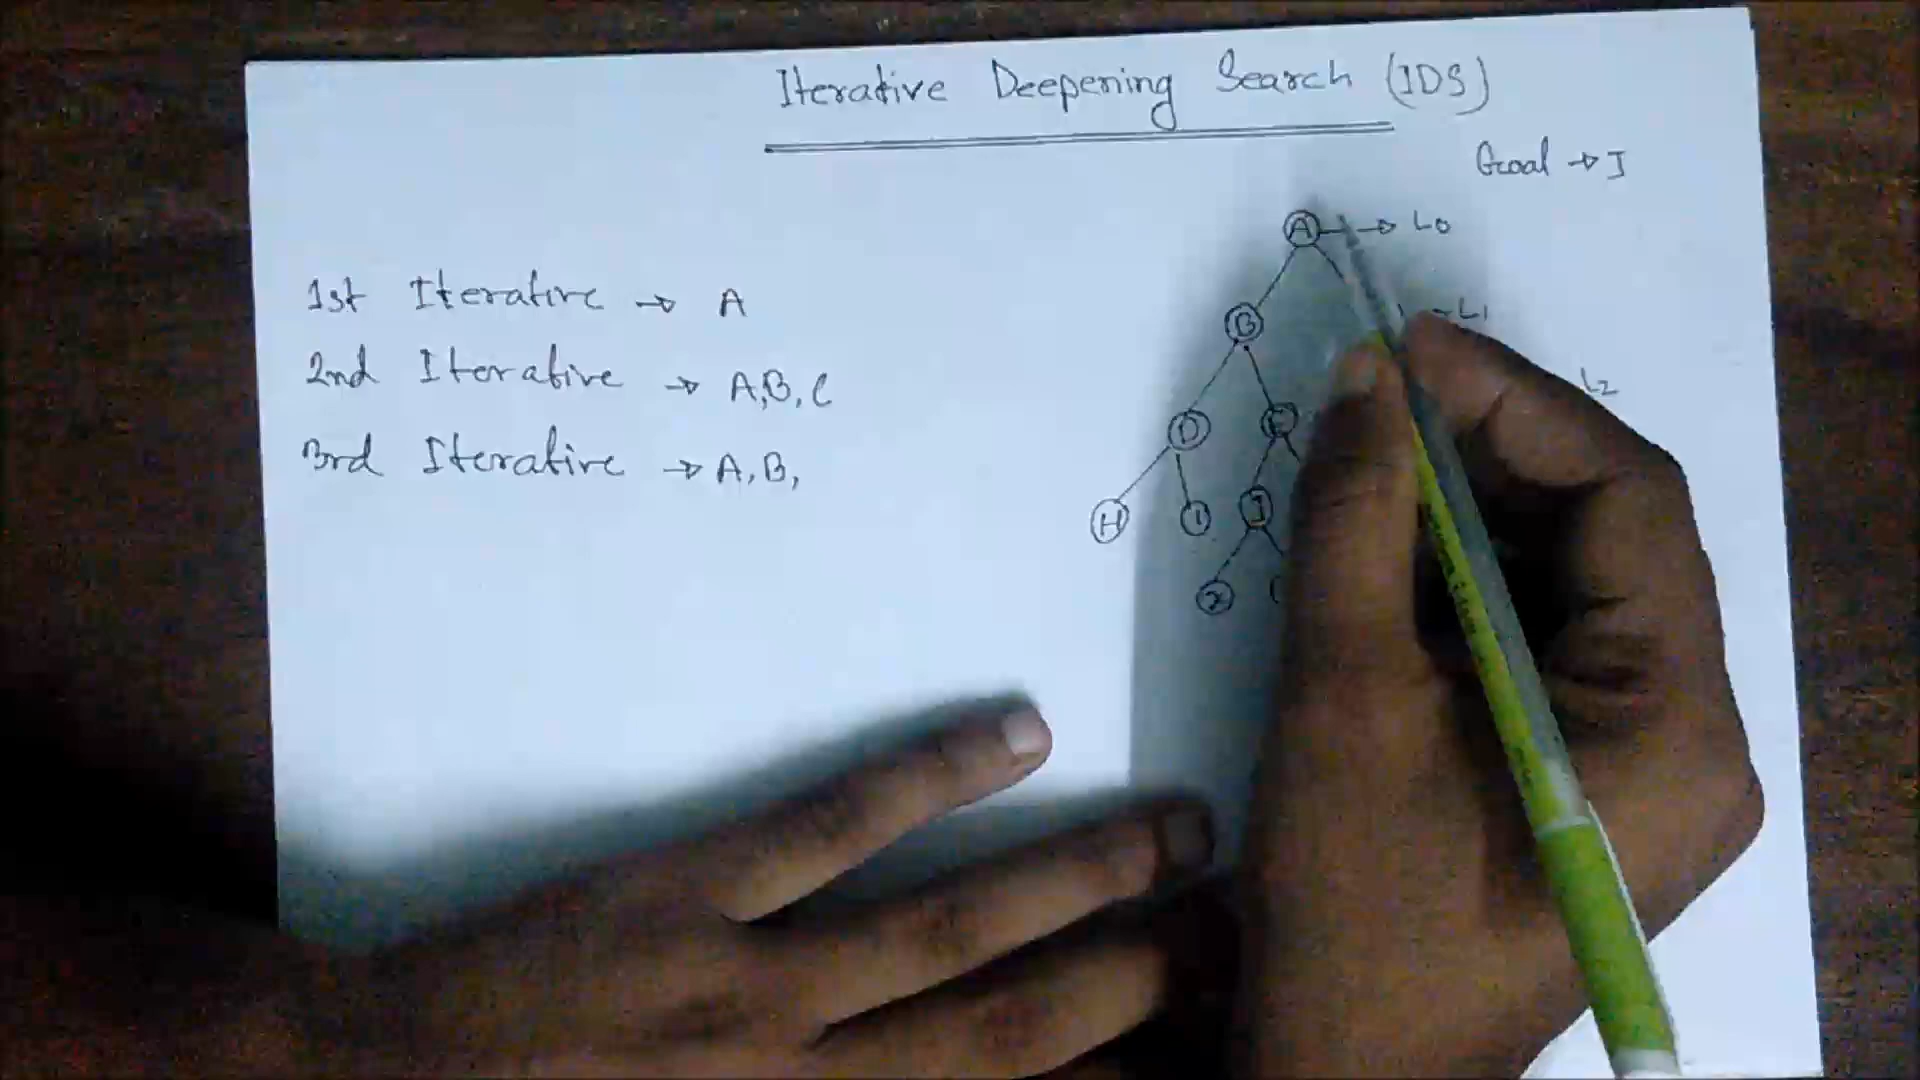 Iterative Deepening Search (IDS)
Goal → J
A → L0
1st Iterative → A
B L1
2nd Iterative → A,B, C
L2
D E
3rd Iterative → A, B,
H I J
X